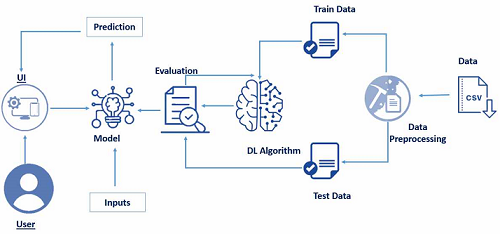 Train Data
Prediction
UI
Evaluation
Data
CSV
Model
DL Algorithm
Data
Preprocessing
Inputs
Test Data
User